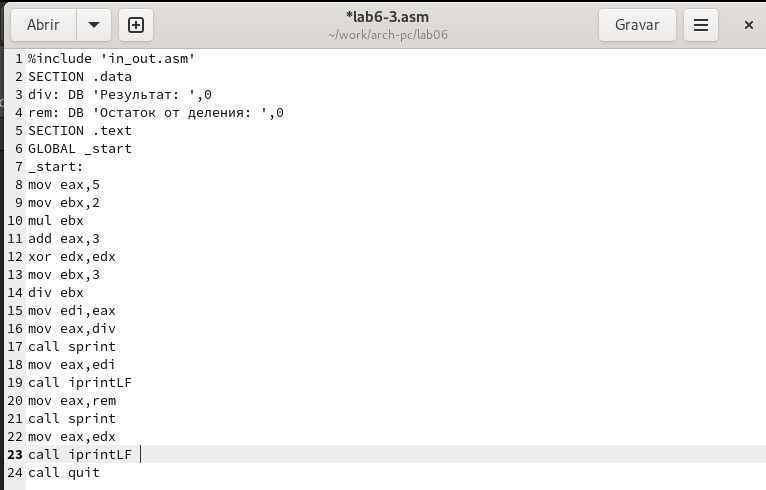 Abrir
*lab6-3.asm
~/work/arch-pc/lab06
Gravar
1 %include 'in_out.asm'
2 SECTION .data
3 div: DB 'Результат: ',0
4 rem: DB 'Остаток от деления: ',0
5 SECTION .text
6 GLOBAL _start
7 _start:
8 mov eax,5
9 mov ebx,2
10 mul ebx
11 add eax,3
12 xor edx,edx
13 mov ebx,3
14 div ebx
15 mov edi,eax
16 mov eax,div
17 call sprint
18 mov eax,edi
19 call iprintLF
20 mov eax,rem
21 call sprint
22 mov eax,edx
23 call iprintLF
24 call quit